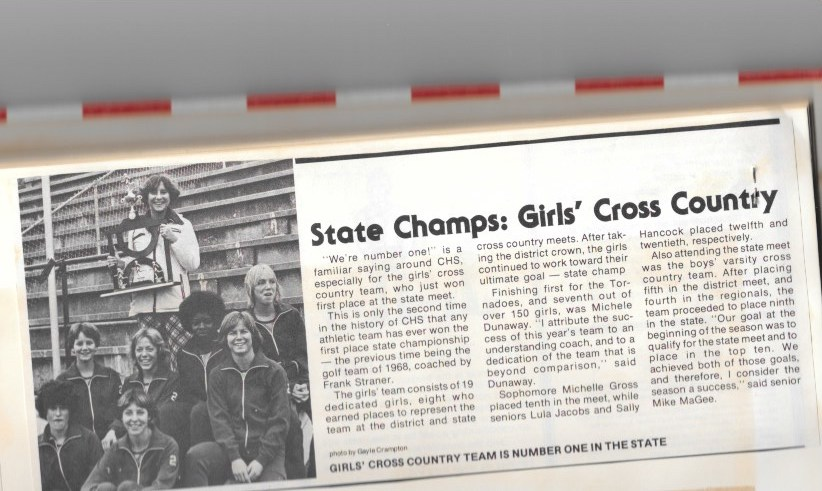 State Champs: Girls' Cross Country
"We're number one!" is a
familiar saying around CHS,
especially for the girls' cross
country team, who just won
first place at the state meet.
This is only the second time
in the history of CHS that any
athletic team has ever won the
first place state championship
— the previous time being the
golf team of 1968, coached by
Frank Straner.
The girls' team consists of 19
dedicated girls, eight who
earned places to represent the
team at the district and state
cross country meets. After tak-
ing the district crown, the girls
continued to work toward their
ultimate goal — state champ
Finishing first for the Tor-
nadoes, and seventh out of
over 150 girls, was Michele
Dunaway. "I attribute the suc-
cess of this year's team to an
understanding coach, and to a
dedication of the team that is
beyond comparison," said
Dunaway.
Sophomore Michelle Gross
placed tenth in the meet, while
seniors Lula Jacobs and Sally
Hancock placed twelfth and
twentieth, respectively.
Also attending the state meet
was the boys' varsity cross
country team. After placing
fifth in the district meet, and
fourth in the regionals, the
team proceeded to place ninth
in the state. "Our goal at the
beginning of the season was to
qualify for the state meet and to
place in the top ten. We
achieved both of those goals,
and therefore, I consider the
season a success," said senior
Mike MaGee.
photo by Gayle Crampton
GIRLS' CROSS COUNTRY TEAM IS NUMBER ONE IN THE STATE